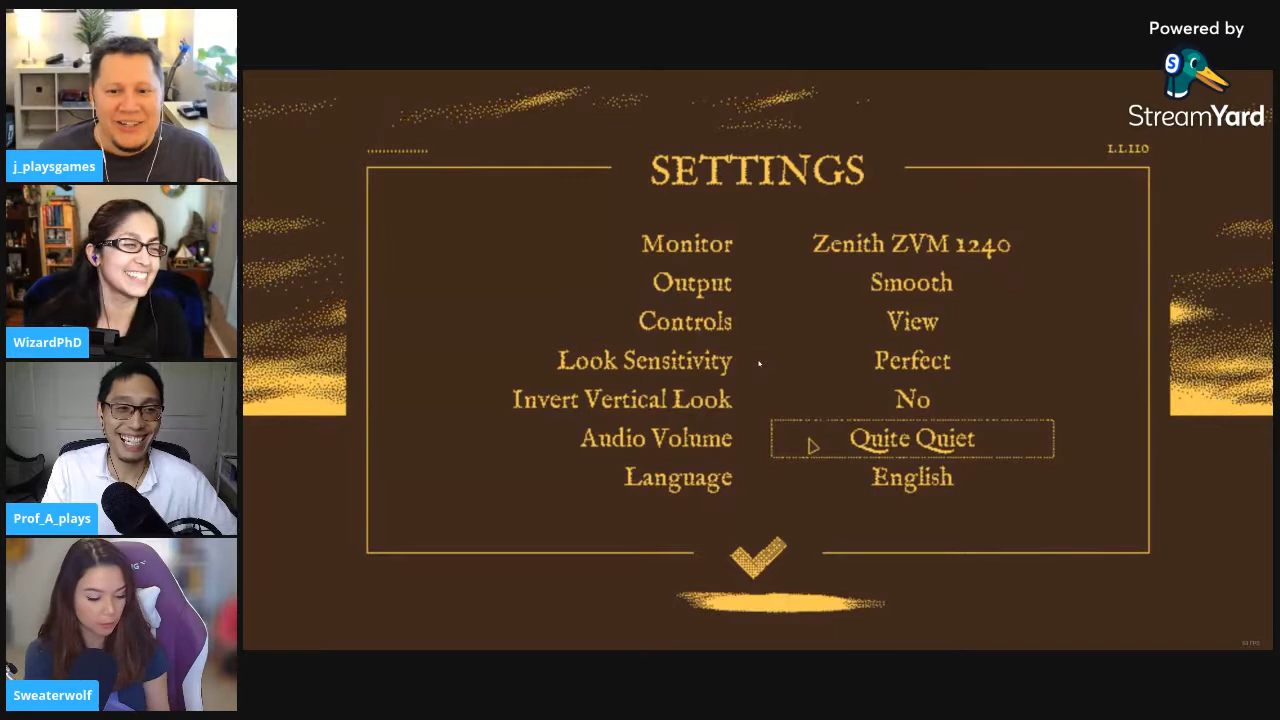 Powered by
StreamYard
j_playsgames
WizardPhD
Prof_A_plays
Sweaterwolf
1.1.110
SETTINGS
Monitor Zenith ZVM 1240
Output Smooth
Controls View
Look Sensitivity Perfect
Invert Vertical Look No
Audio Volume Quite Quiet
Language English